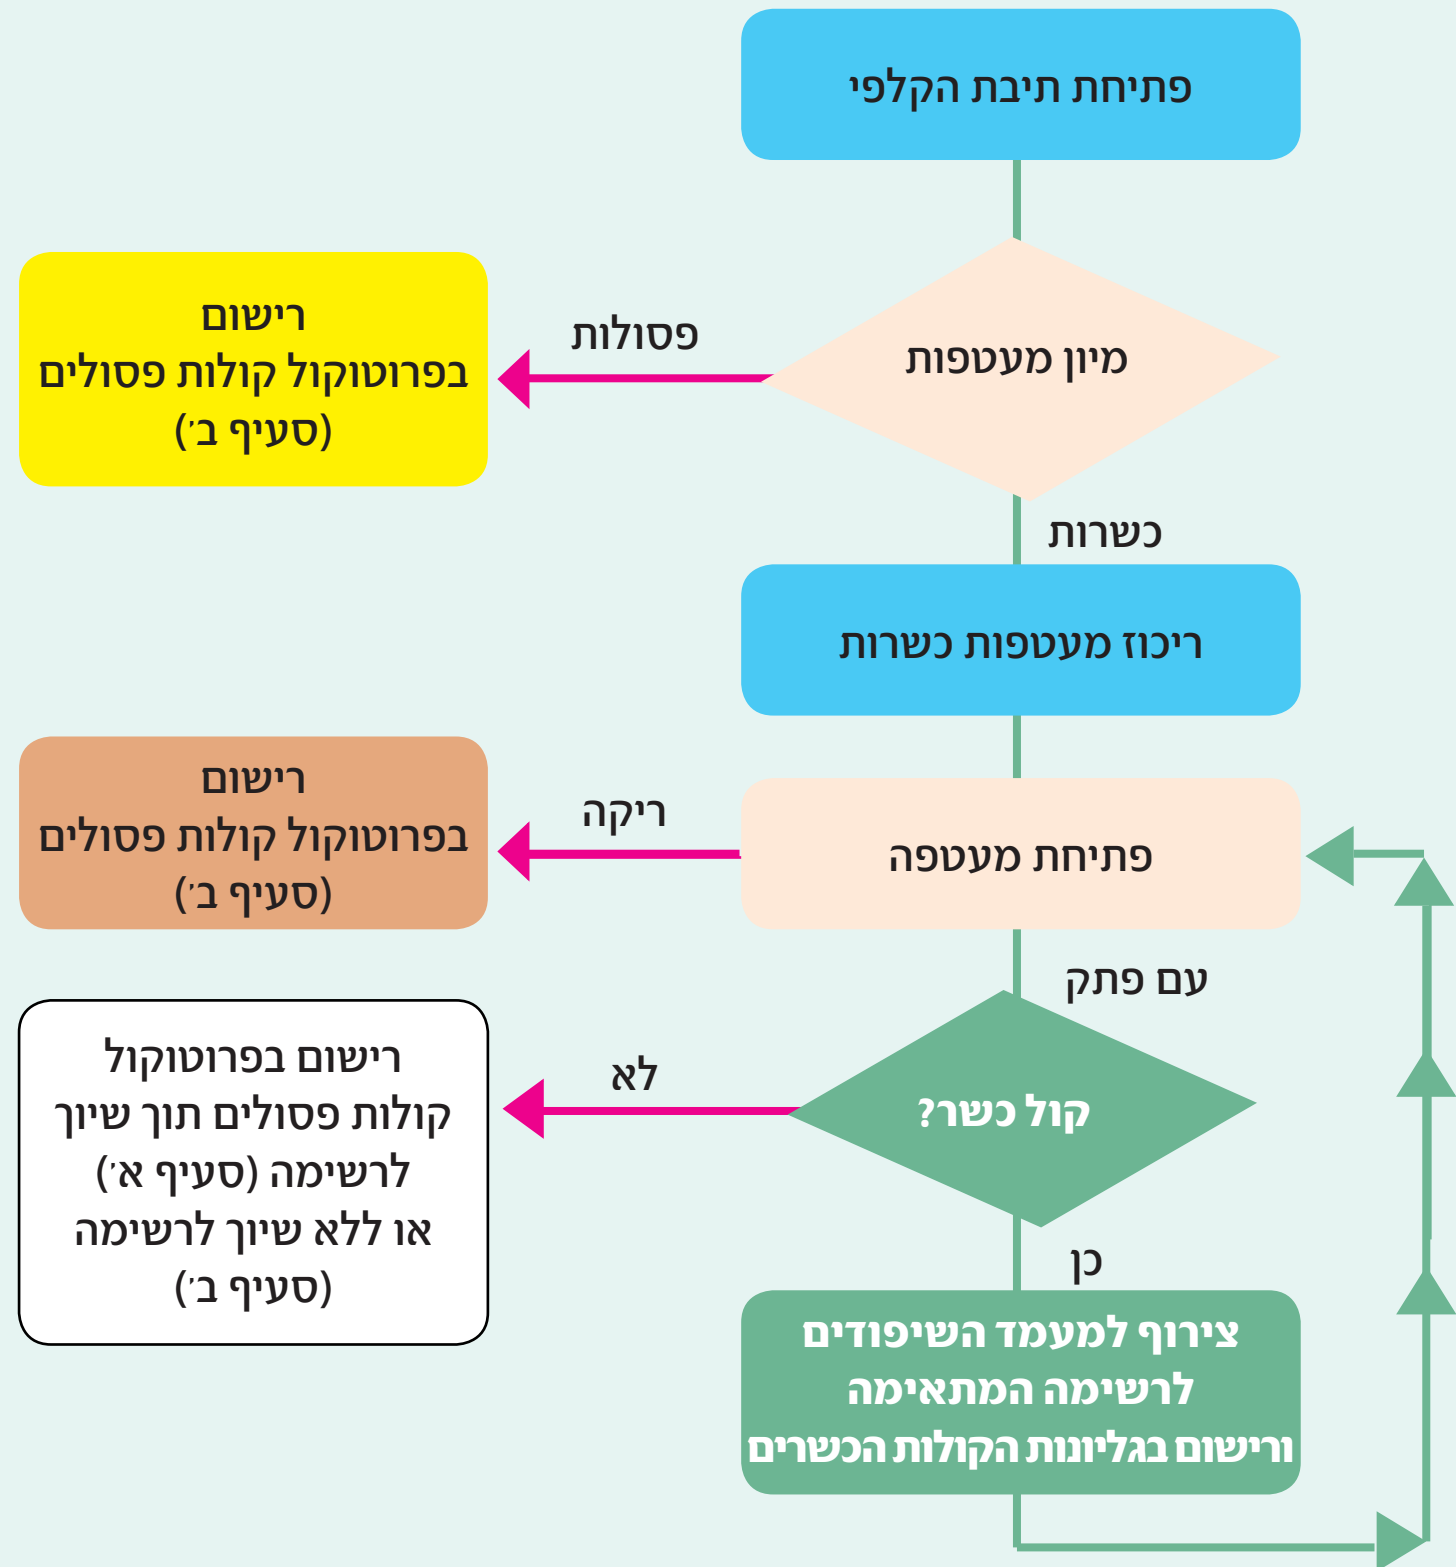 פתיחת תיבת הקלפי
מיון מעטפות
פסולות
רישום
בפרוטוקול קולות פסולים
(סעיף ב׳)
כשרות
ריכוז מעטפות כשרות
פתיחת מעטפה
ריקה
רישום
בפרוטוקול קולות פסולים
(סעיף ב׳)
עם פתק
קול כשר?
לא
רישום בפרוטוקול
קולות פסולים תוך שיוך
לרשימה (סעיף א׳)
או ללא שיוך לרשימה
(סעיף ב׳)
כן
צירוף למעמד השיפודים
לרשימה המתאימה
ורישום בגליונות הקולות הכשרים